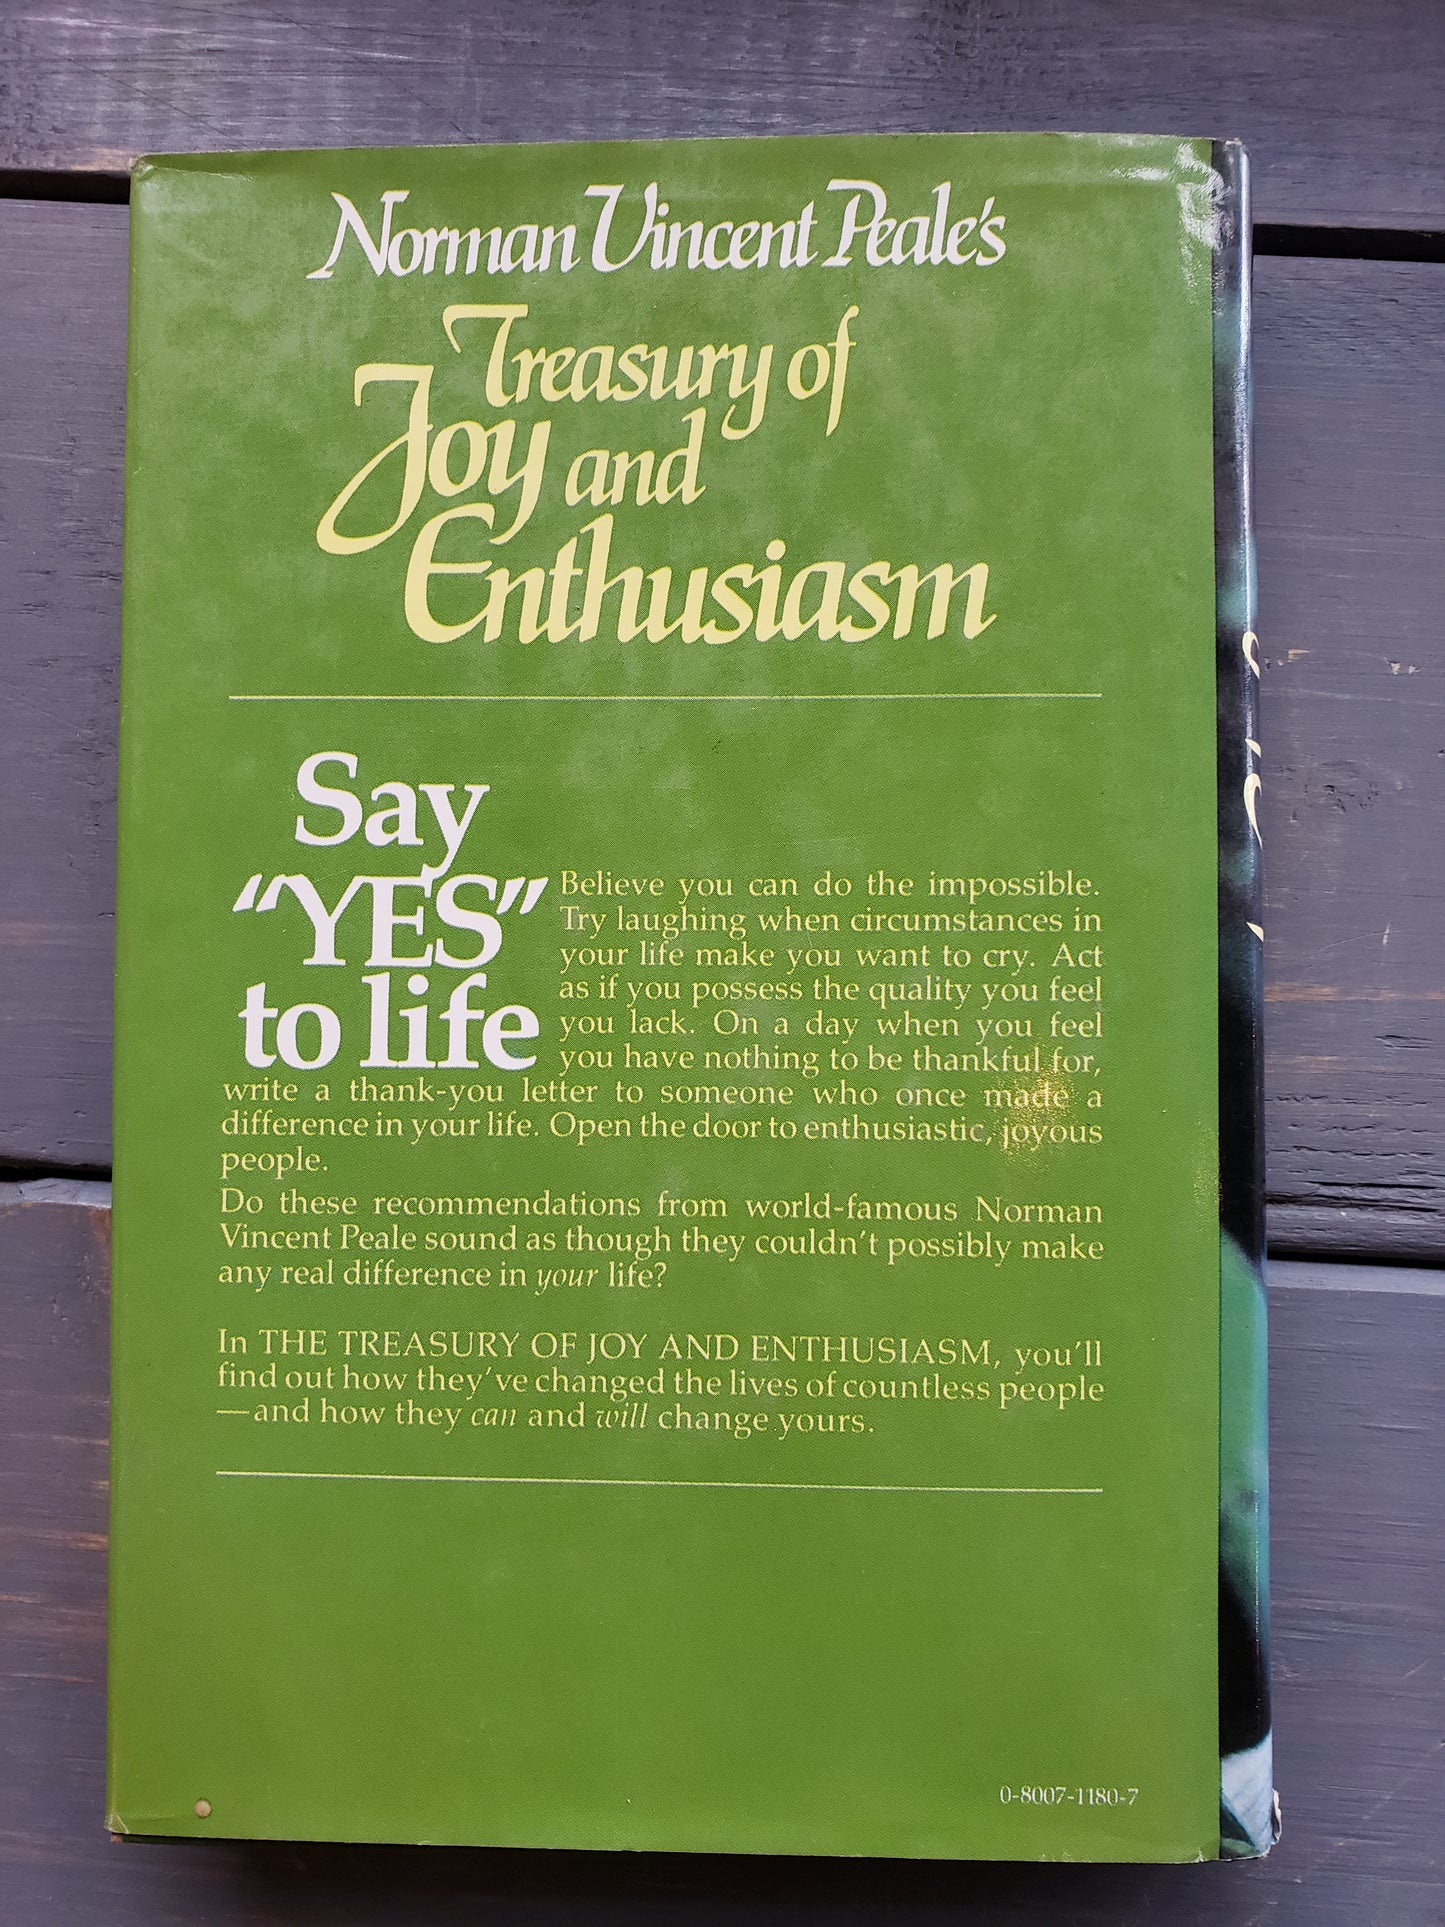 Norman Vincent Peale's
Treasury of
Joy and
Enthusiasm
Say
“YES”
to life
Believe you can do the impossible.
Try laughing when circumstances in
your life make you want to cry. Act
as if you possess the quality you feel
you lack. On a day when you feel
you have nothing to be thankful for,
write a thank-you letter to someone who once made a
difference in your life. Open the door to enthusiastic, joyous
people.
Do these recommendations from world-famous Norman
Vincent Peale sound as though they couldn't possibly make
any real difference in your life?
In THE TREASURY OF JOY AND ENTHUSIASM, you'll
find out how they've changed the lives of countless people
—and how they can and will change yours.
0-8007-1180-7